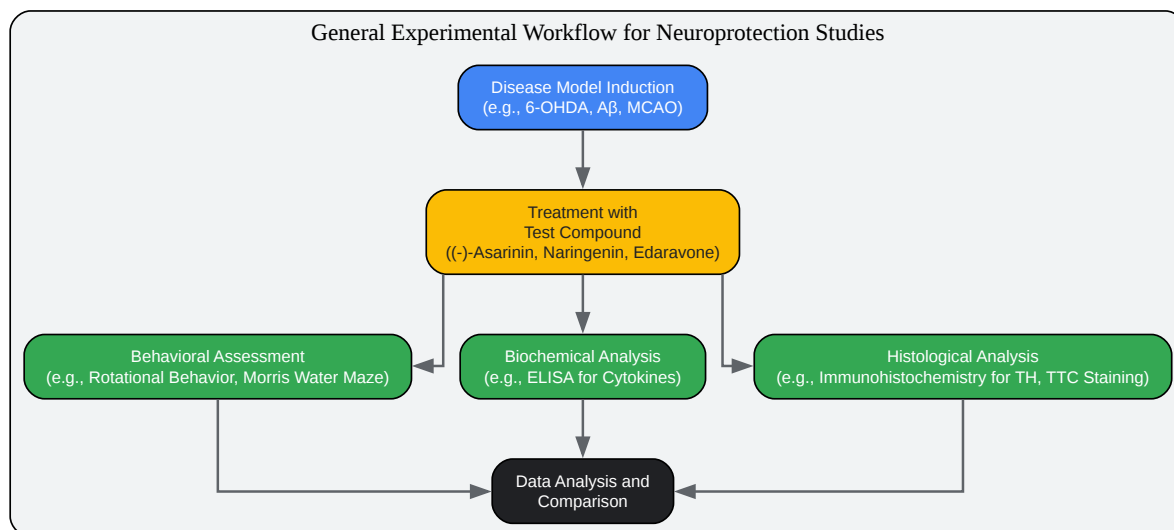 General Experimental Workflow for Neuroprotection Studies
Disease Model Induction
(e.g., 6-OHDA, Aβ, MCAO)
Treatment with
Test Compound
((-)-Asarinin, Naringenin, Edaravone)
Behavioral Assessment
(e.g., Rotational Behavior, Morris Water Maze)
Biochemical Analysis
(e.g., ELISA for Cytokines)
Histological Analysis
(e.g., Immunohistochemistry for TH, TTC Staining)
Data Analysis and
Comparison